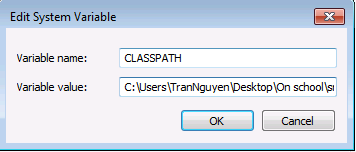 Edit System Variable
Variable name: CLASSPATH
Variable value: C:\Users\TranNguyen\Desktop\On school\s
OK Cancel